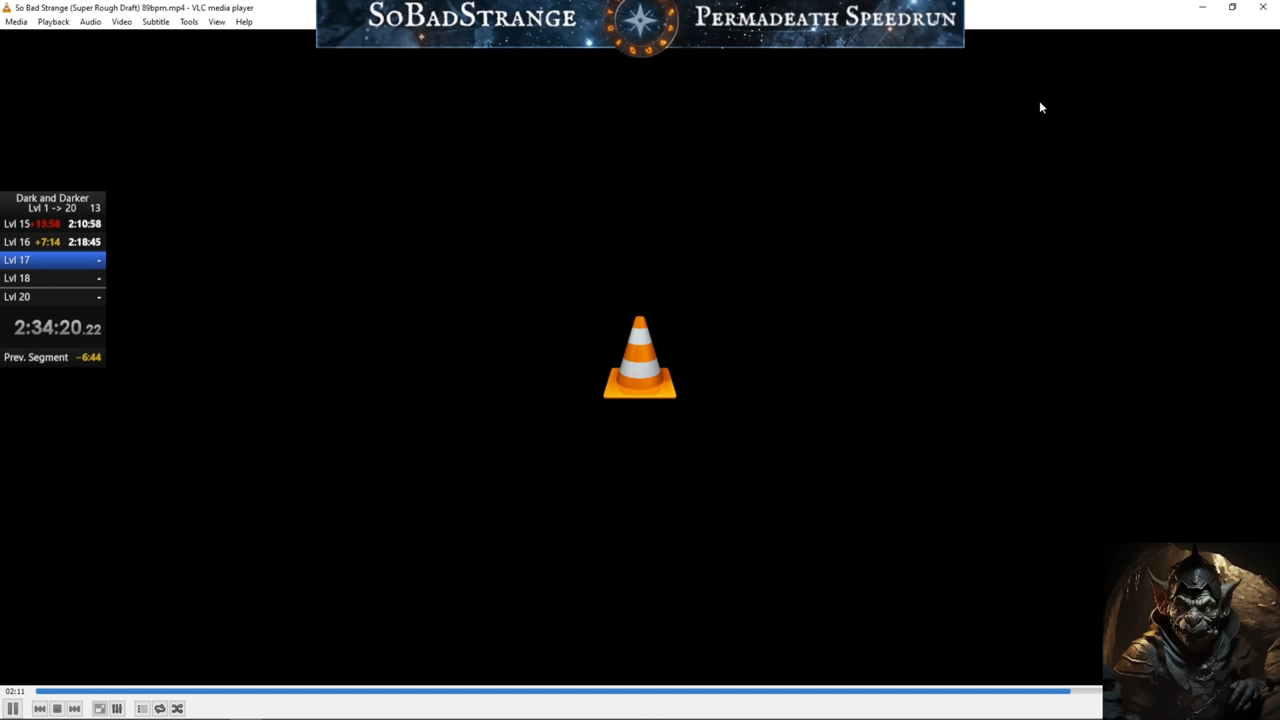 So Bad Strange (Super Rough Draft) 89bpm.mp4 - VLC media player
Media Playback Audio Video Subtitle Tools View Help
SoBadStrange
Permadeath Speedrun
Dark and Darker
Lvl 1 -> 20 13
Lvl 15 +13:58 2:10:58
Lvl 16 +7:14 2:18:45
Lvl 17 -
Lvl 18 -
Lvl 20 -
2:34:20.22
Prev. Segment −6:44
02:11